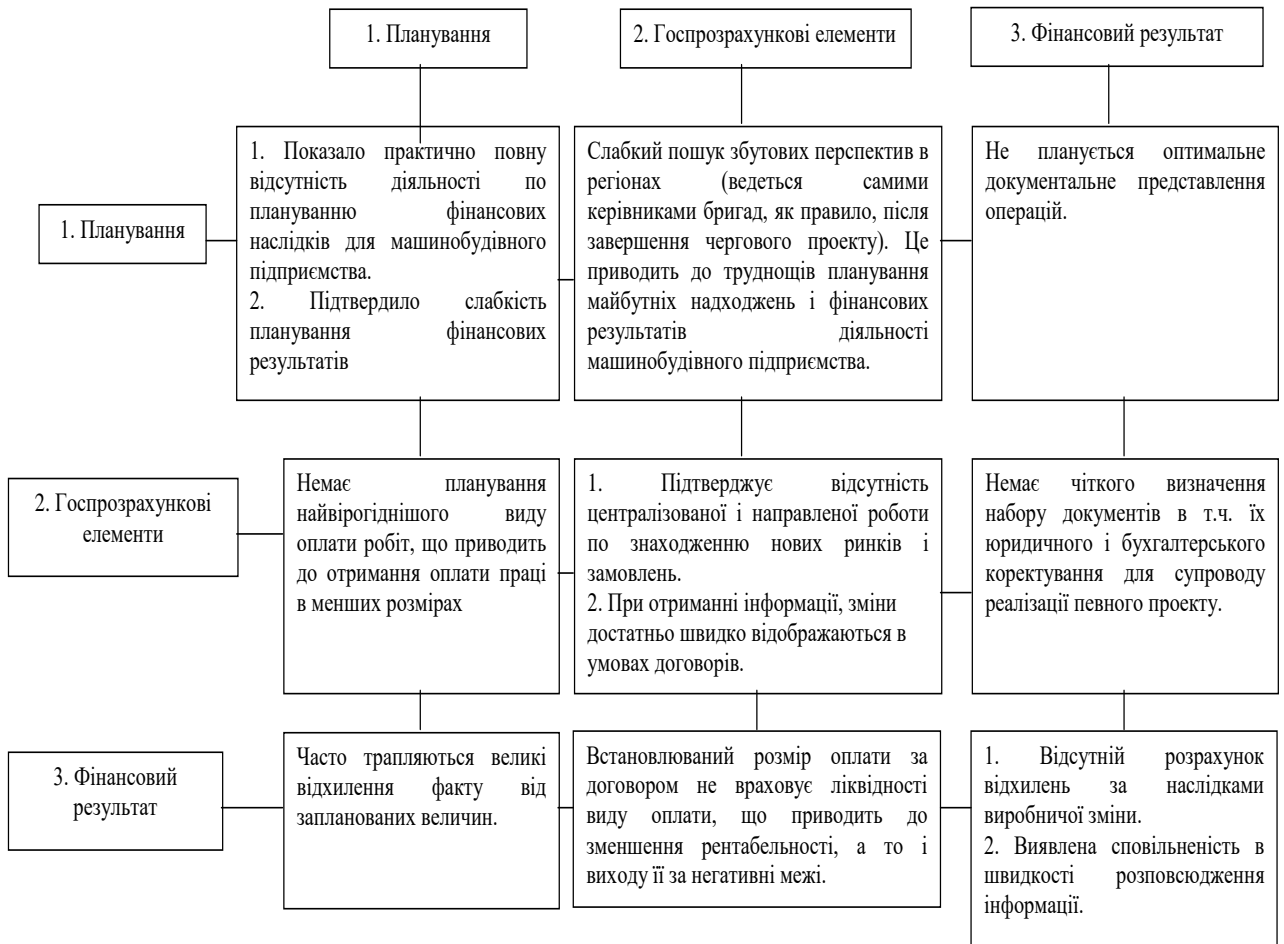 1. Планування
2. Госпрозрахункові елементи
3. Фінансовий результат
1. Планування
1. Показало практично повну
відсутність діяльності по
плануванню фінансових
наслідків для машинобудівного
підприємства.
2. Підтвердило слабкість
планування фінансових
результатів
Слабкий пошук збутових перспектив в
регіонах (ведеться самими
керівниками бригад, як правило, після
завершення чергового проекту). Це
приводить до труднощів планування
майбутніх надходжень і фінансових
результатів діяльності
машинобудівного підприємства.
Не планується оптимальне
документальне представлення
операцій.
2. Госпрозрахункові
елементи
Немає планування
найвірогіднішого виду
оплати робіт, що приводить
до отримання оплати праці
в менших розмірах
1. Підтверджує відсутність
централізованої і направленої роботи
по знаходженню нових ринків і
замовлень.
2. При отриманні інформації, зміни
достатньо швидко відображаються в
умовах договорів.
Немає чіткого визначення
набору документів в т.ч. їх
юридичного і бухгалтерського
коректування для супроводу
реалізації певного проекту.
3. Фінансовий
результат
Часто трапляються великі
відхилення факту від
запланованих величин.
Встановлюваний розмір оплати за
договором не враховує ліквідності
виду оплати, що приводить до
зменшення рентабельності, а то і
виходу її за негативні межі.
1. Відсутній розрахунок
відхилень за наслідками
виробничої зміни.
2. Виявлена сповільненість в
швидкості розповсюдження
інформації.